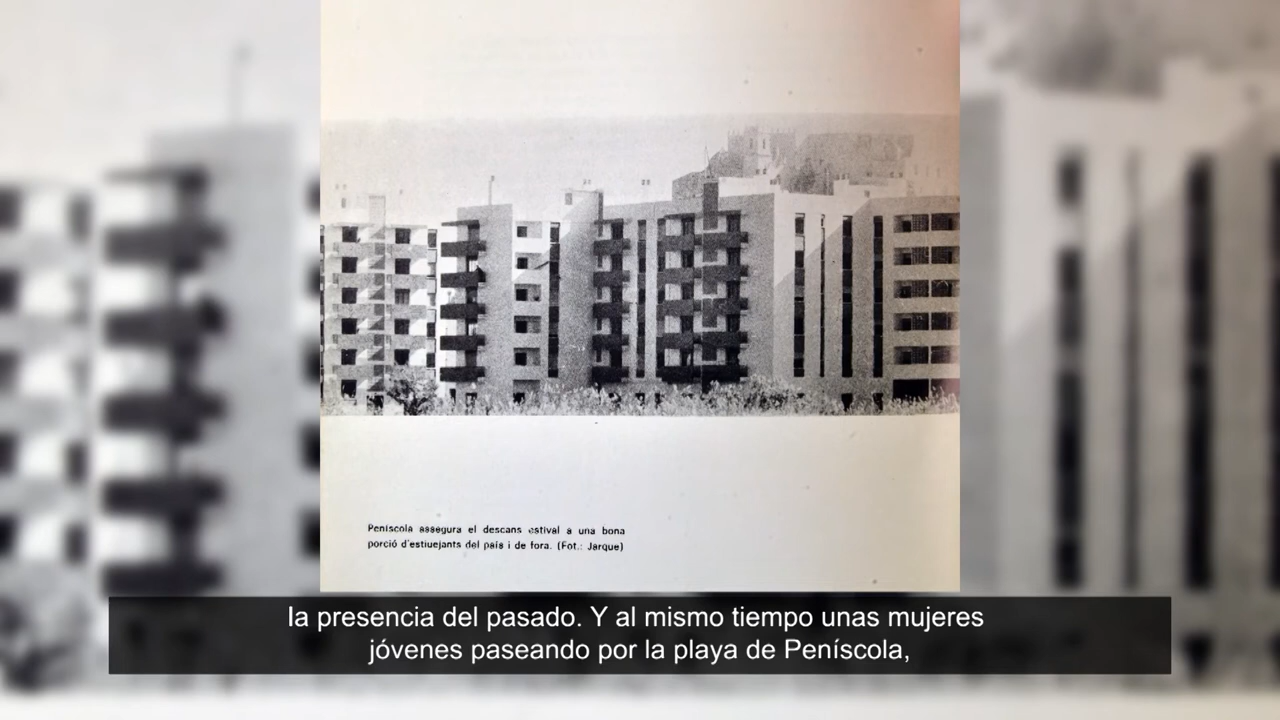 Peníscola assegura el descans estival a una bona
porció d'estiuejants del país i de fora. (Fot.: Jarque)
la presencia del pasado. Y al mismo tiempo unas mujeres
jóvenes paseando por la playa de Peníscola,